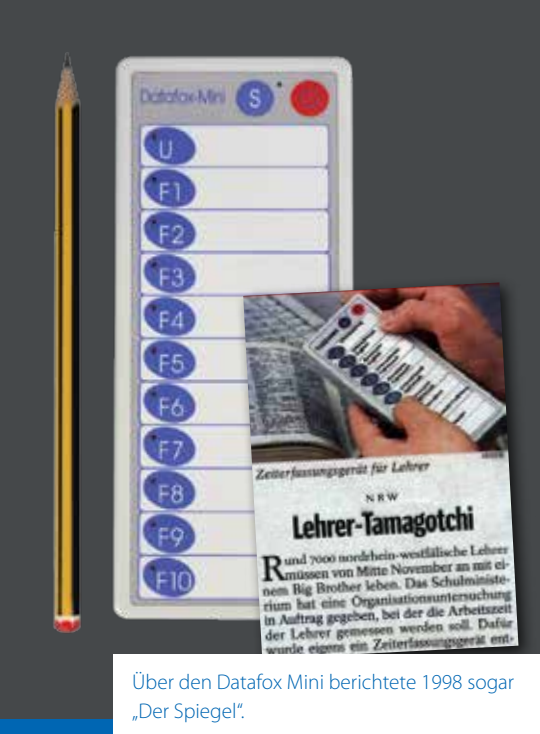 Datafox-Mini S
U
F1
F2
F3
F4
F5
F6
F7
F8
F9
F10
Zeiterfassungsgerät für Lehrer
NRW
Lehrer-Tamagotchi
Rund 7000 nordrhein-westfälische Lehrer
müssen von Mitte November an mit ei-
nem Big Brother leben. Das Schulministe-
rium hat eine Organisationsuntersuchung
in Auftrag gegeben, bei der die Arbeitszeit
der Lehrer gemessen werden soll. Dafür
wurde eigens ein Zeiterfassungsgerät ent-
Über den Datafox Mini berichtete 1998 sogar
„Der Spiegel“.